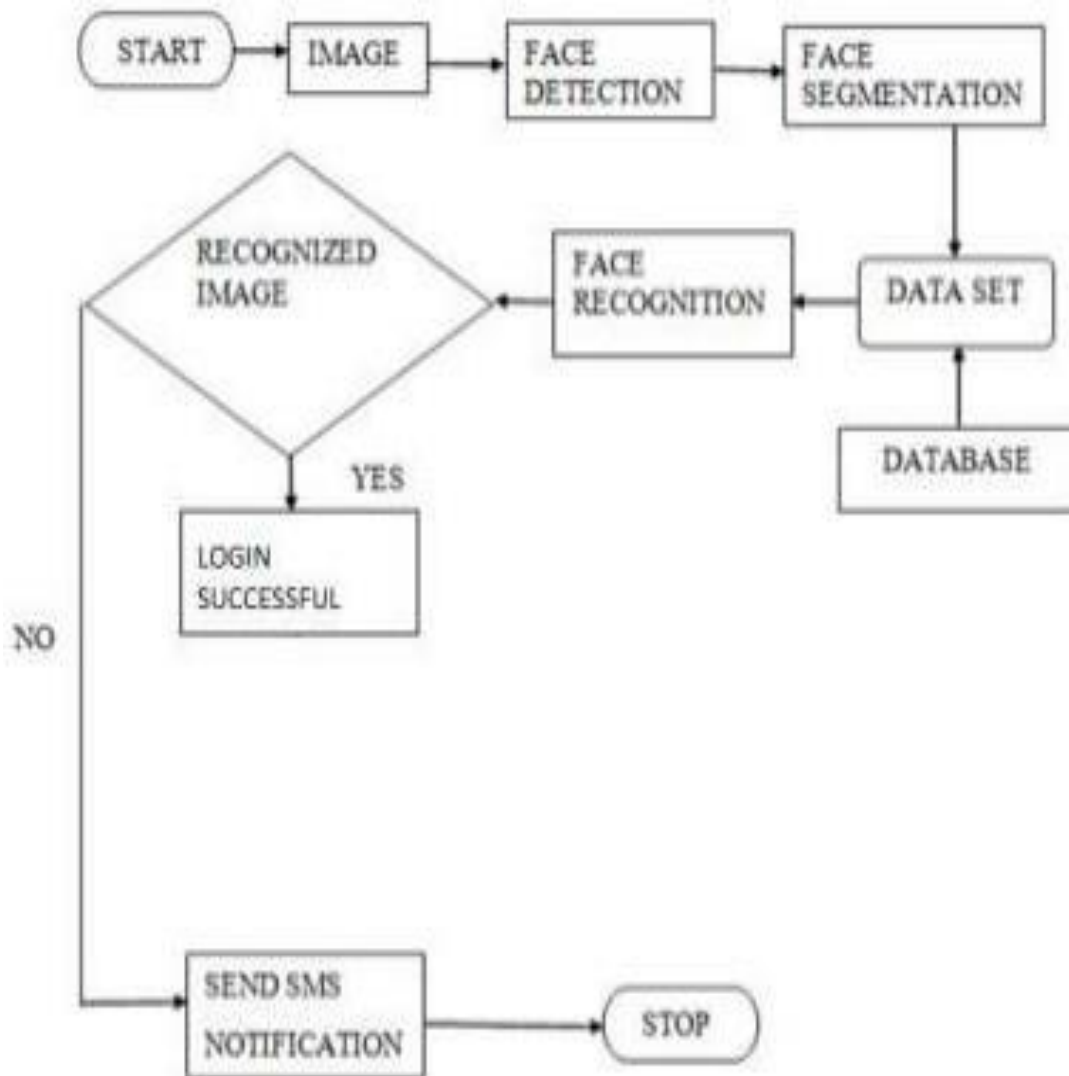 START
IMAGE
FACE
DETECTION
FACE
SEGMENTATION
RECOGNIZED
IMAGE
FACE
RECOGNITION
DATA SET
DATABASE
YES
LOGIN
SUCCESSFUL
NO
SEND SMS
NOTIFICATION
STOP